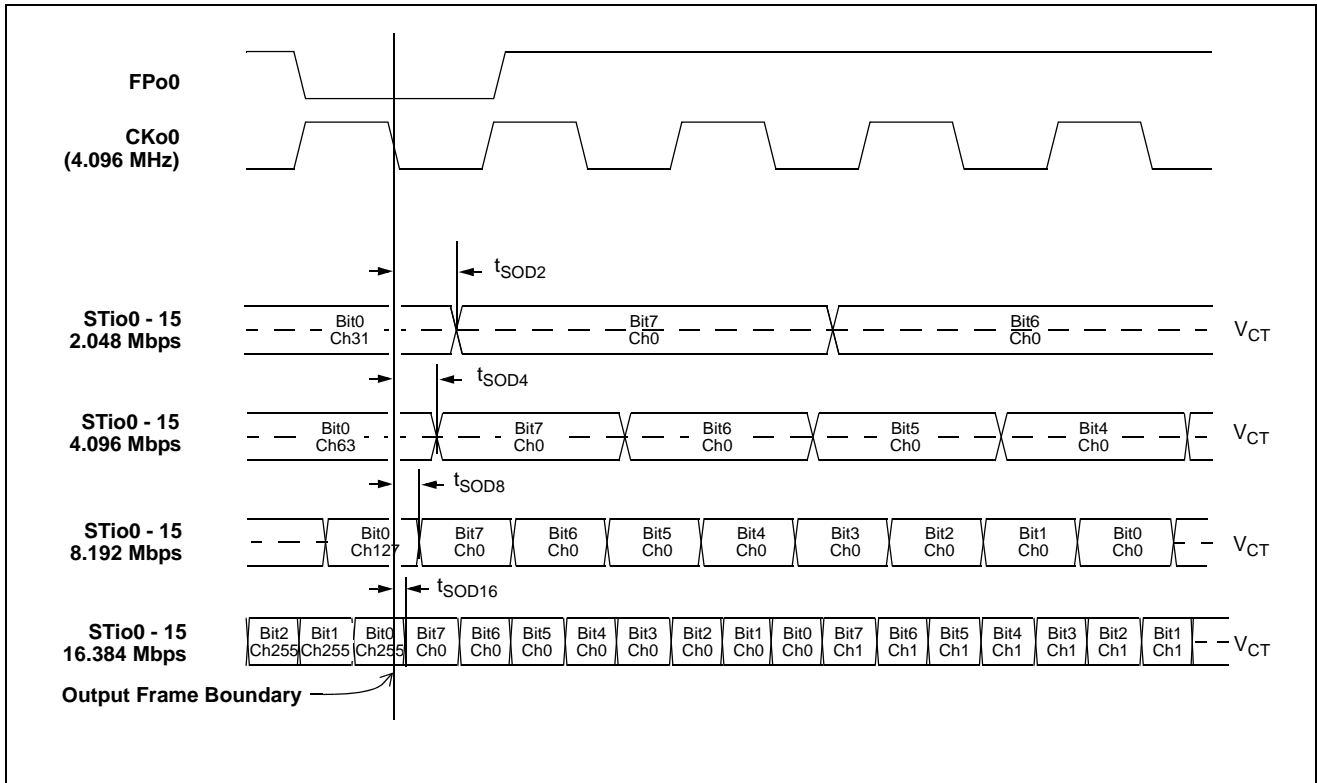 FPo0
CKo0
(4.096 MHz)
tSOD2
STio0 - 15
2.048 Mbps
Bit0
Ch31
Bit7
Ch0
Bit6
Ch0
VCT
tSOD4
STio0 - 15
4.096 Mbps
Bit0
Ch63
Bit7
Ch0
Bit6
Ch0
Bit5
Ch0
Bit4
Ch0
VCT
tSOD8
STio0 - 15
8.192 Mbps
Bit0
Ch127
Bit7
Ch0
Bit6
Ch0
Bit5
Ch0
Bit4
Ch0
Bit3
Ch0
Bit2
Ch0
Bit1
Ch0
Bit0
Ch0
VCT
tSOD16
STio0 - 15
16.384 Mbps
Bit2
Ch255
Bit1
Ch255
Bit0
Ch255
Bit7
Ch0
Bit6
Ch0
Bit5
Ch0
Bit4
Ch0
Bit3
Ch0
Bit2
Ch0
Bit1
Ch0
Bit0
Ch0
Bit7
Ch1
Bit6
Ch1
Bit5
Ch1
Bit4
Ch1
Bit3
Ch1
Bit2
Ch1
Bit1
Ch1
VCT
Output Frame Boundary